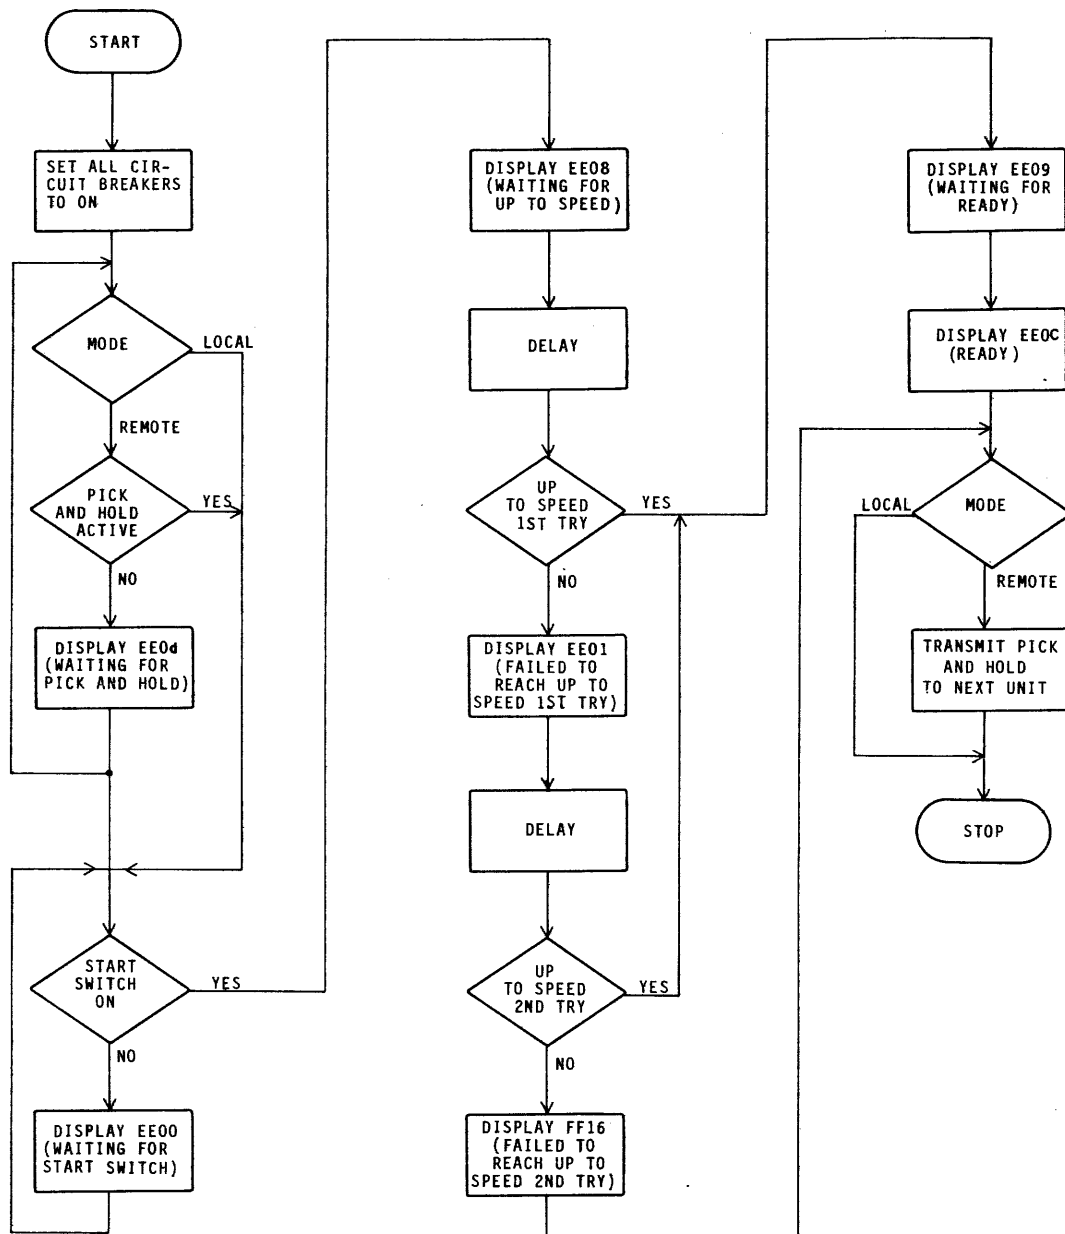 START
SET ALL CIR-
CUIT BREAKERS
TO ON
MODE
LOCAL
REMOTE
PICK
AND HOLD
ACTIVE
YES
NO
DISPLAY EE0d
(WAITING FOR
PICK AND HOLD)
START
SWITCH
ON
YES
NO
DISPLAY EE00
(WAITING FOR
START SWITCH)
DISPLAY EE08
(WAITING FOR
UP TO SPEED)
DELAY
UP
TO SPEED
1ST TRY
YES
NO
DISPLAY EE01
(FAILED TO
REACH UP TO
SPEED 1ST TRY)
DELAY
UP
TO SPEED
2ND TRY
YES
NO
DISPLAY FF16
(FAILED TO
REACH UP TO
SPEED 2ND TRY)
DISPLAY EE09
(WAITING FOR
READY)
DISPLAY EE0C
(READY)
LOCAL
MODE
REMOTE
TRANSMIT PICK
AND HOLD
TO NEXT UNIT
STOP